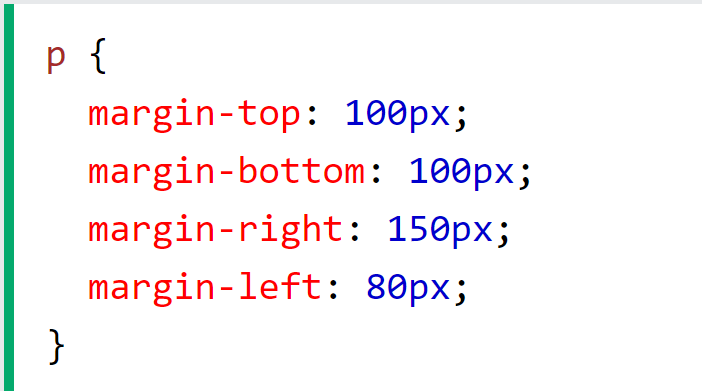 p {
  margin-top: 100px;
  margin-bottom: 100px;
  margin-right: 150px;
  margin-left: 80px;
}